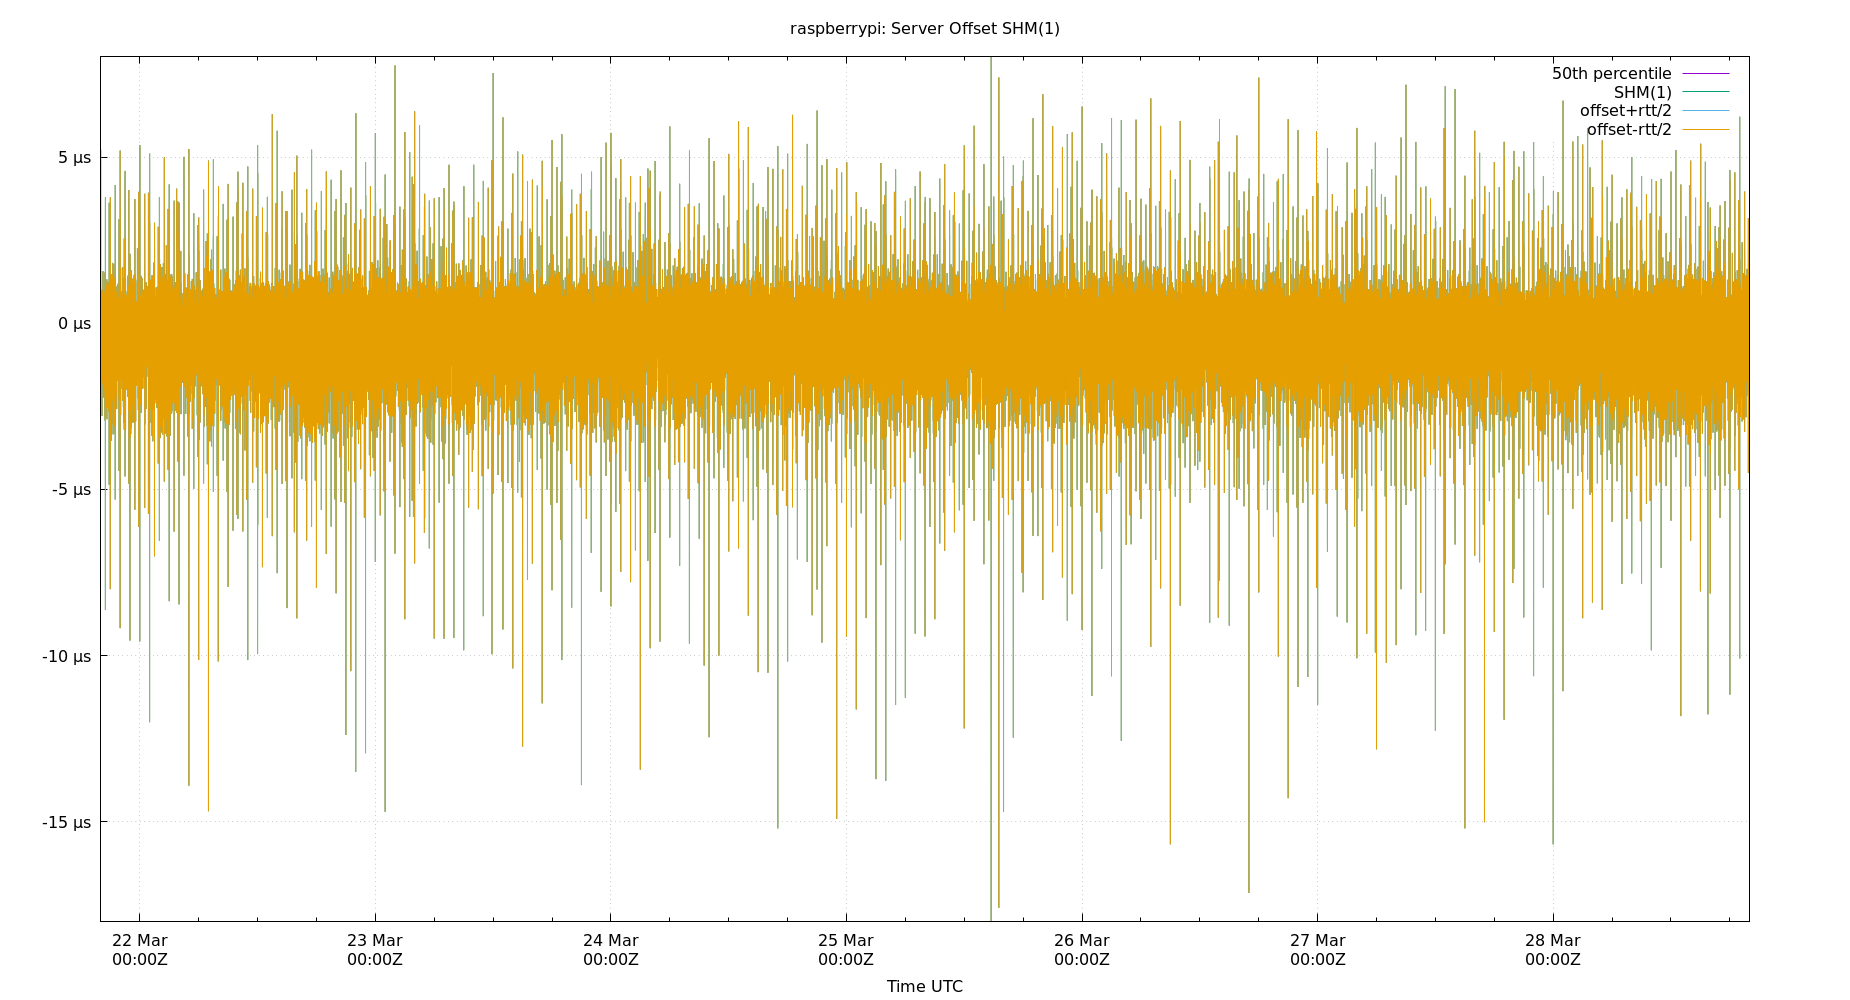 raspberrypi: Server Offset SHM(1)
50th percentile
SHM(1)
offset+rtt/2
offset-rtt/2
5 µs
0 µs
-5 µs
-10 µs
-15 µs
22 Mar 23 Mar 24 Mar 25 Mar 26 Mar 27 Mar 28 Mar
00:00Z 00:00Z 00:00Z 00:00Z 00:00Z 00:00Z 00:00Z
Time UTC